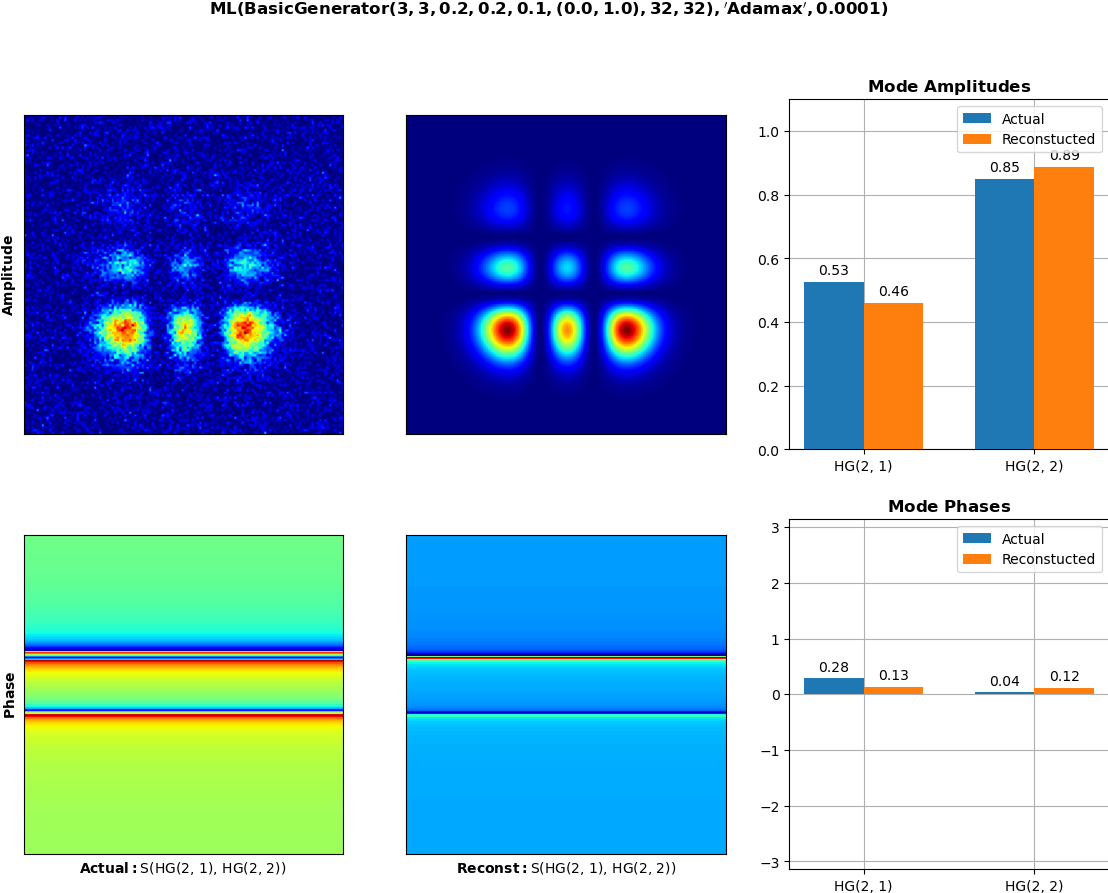 ML(BasicGenerator(3, 3, 0.2, 0.2, 0.1, (0.0, 1.0), 32, 32), ′Adamax′, 0.0001)
Amplitude
Mode Amplitudes
Actual
Reconstucted
1.0
0.8
0.6
0.4
0.2
0.0
0.53
0.46
0.85
0.89
HG(2, 1)
HG(2, 2)
Phase
Actual: S(HG(2, 1), HG(2, 2))
Reconst: S(HG(2, 1), HG(2, 2))
Mode Phases
Actual
Reconstucted
3
2
1
0
−1
−2
−3
0.28
0.13
0.04
0.12
HG(2, 1)
HG(2, 2)